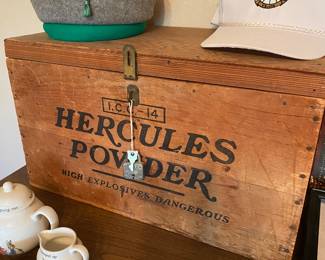 I.C.C-14
HERCULES
POWDER
HIGH EXPLOSIVES DANGEROUS